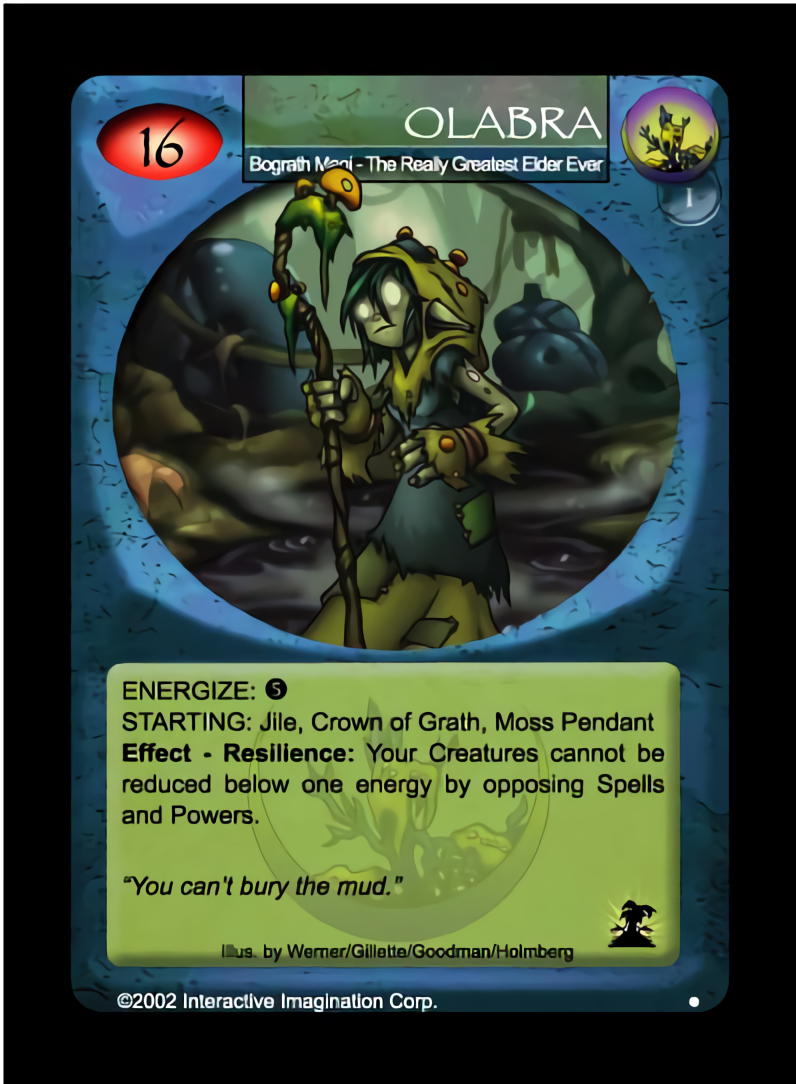 16
OLABRA
Bograth Magi - The Really Greatest Elder Ever
I
ENERGIZE: 5
STARTING: Jile, Crown of Grath, Moss Pendant
Effect - Resilience: Your Creatures cannot be
reduced below one energy by opposing Spells
and Powers.
"You can't bury the mud."
Illus. by Werner/Gillette/Goodman/Holmberg
©2002 Interactive Imagination Corp.